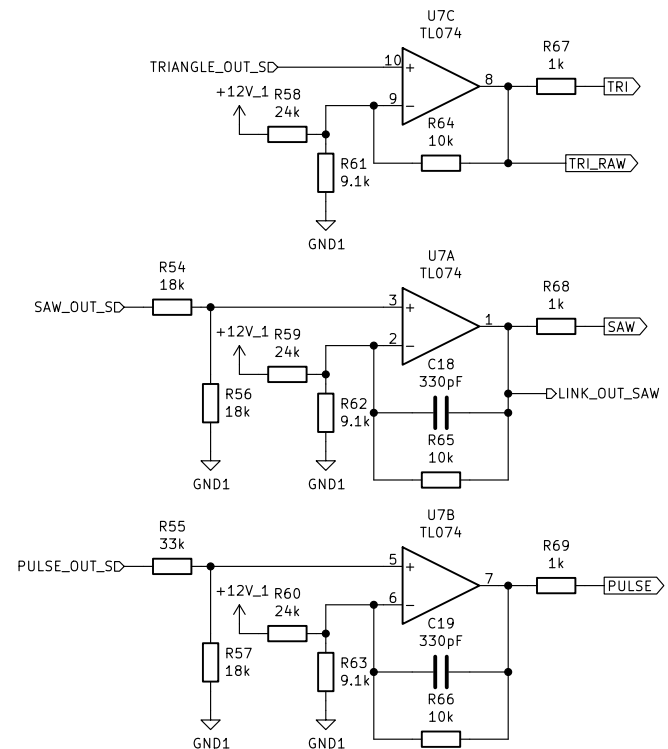 U7C
TL074
R67
1k
TRIANGLE_OUT_S
10
+
8
TRI
+12V_1
R58
24k
9
−
R64
10k
R61
9.1k
TRI_RAW
GND1
U7A
TL074
R54
18k
R68
1k
SAW_OUT_S
3
+
1
SAW
+12V_1
R59
24k
2
−
C18
330pF
LINK_OUT_SAW
R56
18k
R62
9.1k
R65
10k
GND1
GND1
U7B
TL074
R55
33k
R69
1k
PULSE_OUT_S
5
+
7
PULSE
+12V_1
R60
24k
6
−
C19
330pF
R57
18k
R63
9.1k
R66
10k
GND1
GND1